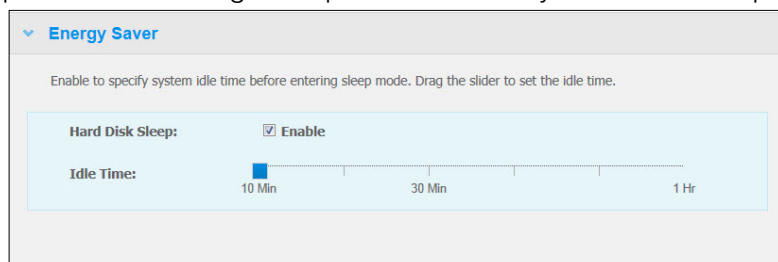 Energy Saver
Enable to specify system idle time before entering sleep mode. Drag the slider to set the idle time.
Hard Disk Sleep: Enable
Idle Time:
10 Min 30 Min 1 Hr